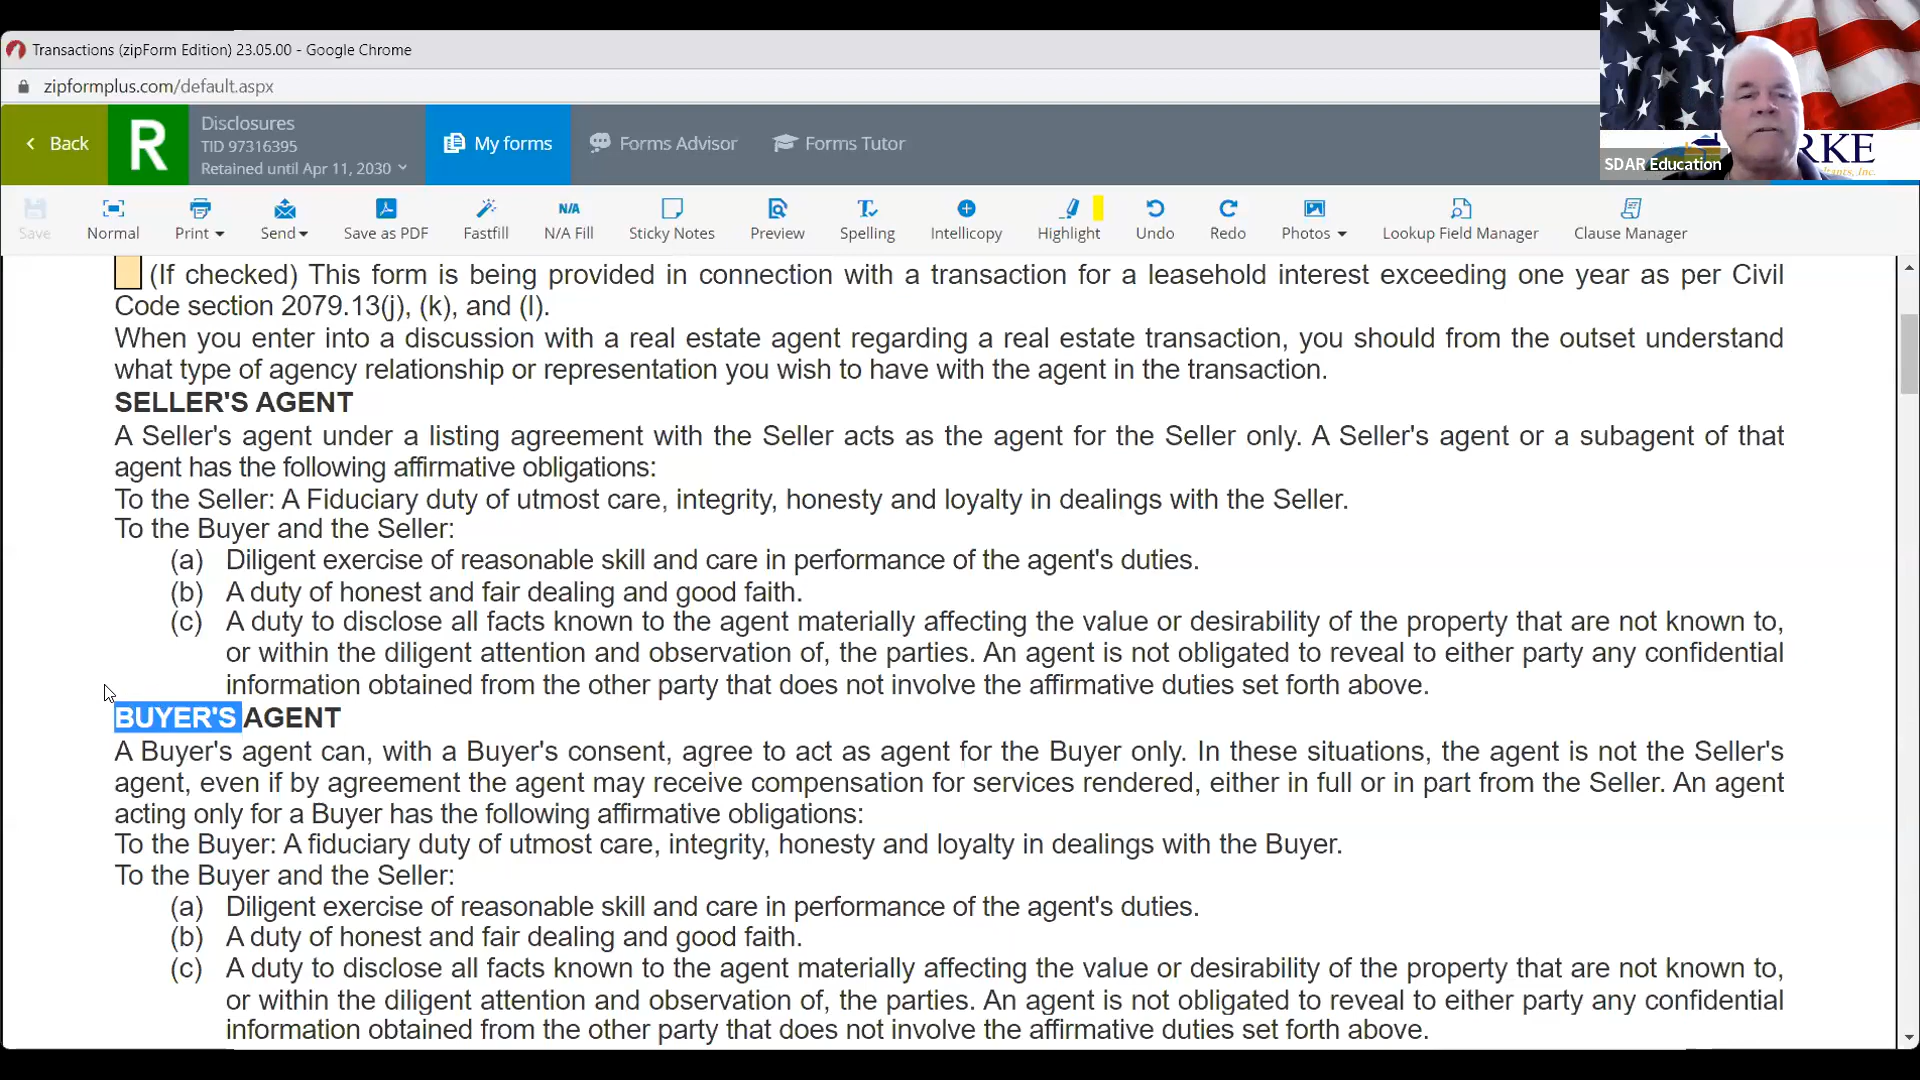 Transactions (zipForm Edition) 23.05.00 - Google Chrome
zipformplus.com/default.aspx
Back
R
Disclosures
TID 97316395
Retained until Apr 11, 2030
My forms
Forms Advisor
Forms Tutor
SDAR Education
RKE
Save
Normal
Print
Send
Save as PDF
Fastfill
N/A
N/A Fill
Sticky Notes
Preview
Spelling
Intellicopy
Highlight
Undo
Redo
Photos
Lookup Field Manager
Clause Manager
(If checked) This form is being provided in connection with a transaction for a leasehold interest exceeding one year as per Civil
Code section 2079.13(j), (k), and (l).
When you enter into a discussion with a real estate agent regarding a real estate transaction, you should from the outset understand
what type of agency relationship or representation you wish to have with the agent in the transaction.
SELLER'S AGENT
A Seller's agent under a listing agreement with the Seller acts as the agent for the Seller only. A Seller's agent or a subagent of that
agent has the following affirmative obligations:
To the Seller: A Fiduciary duty of utmost care, integrity, honesty and loyalty in dealings with the Seller.
To the Buyer and the Seller:
(a) Diligent exercise of reasonable skill and care in performance of the agent's duties.
(b) A duty of honest and fair dealing and good faith.
(c) A duty to disclose all facts known to the agent materially affecting the value or desirability of the property that are not known to,
or within the diligent attention and observation of, the parties. An agent is not obligated to reveal to either party any confidential
information obtained from the other party that does not involve the affirmative duties set forth above.
BUYER'S AGENT
A Buyer's agent can, with a Buyer's consent, agree to act as agent for the Buyer only. In these situations, the agent is not the Seller's
agent, even if by agreement the agent may receive compensation for services rendered, either in full or in part from the Seller. An agent
acting only for a Buyer has the following affirmative obligations:
To the Buyer: A fiduciary duty of utmost care, integrity, honesty and loyalty in dealings with the Buyer.
To the Buyer and the Seller:
(a) Diligent exercise of reasonable skill and care in performance of the agent's duties.
(b) A duty of honest and fair dealing and good faith.
(c) A duty to disclose all facts known to the agent materially affecting the value or desirability of the property that are not known to,
or within the diligent attention and observation of, the parties. An agent is not obligated to reveal to either party any confidential
information obtained from the other party that does not involve the affirmative duties set forth above.